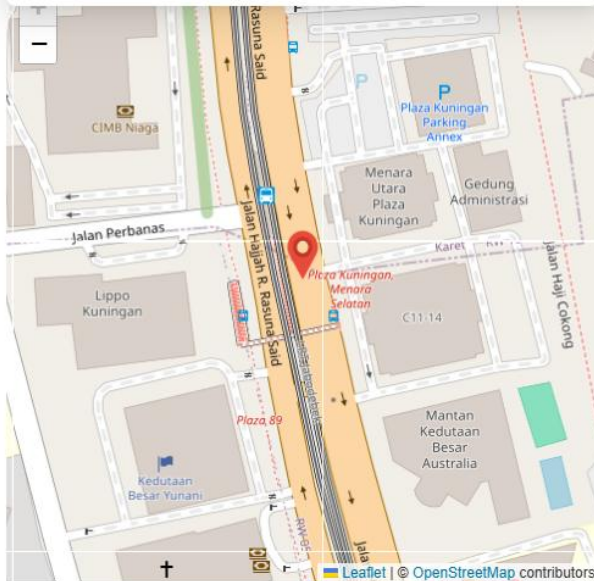 +
−
Rasuna Said
P
P
Plaza Kuningan
Parking
Annex
CIMB Niaga
Menara
Utara
Plaza
Kuningan
Gedung
Administrasi
Jalan Perbanas
Jalan Hajjah R. Rasuna Said
Karet
RW
Jalan Haji Cokong
Plaza Kuningan,
Menara
Selatan
Lippo
Kuningan
C11-14
Plaza 89
Mantan
Kedutaan
Besar
Australia
Kedutaan
Besar Yunani
Jala
Leaflet | © OpenStreetMap contributors